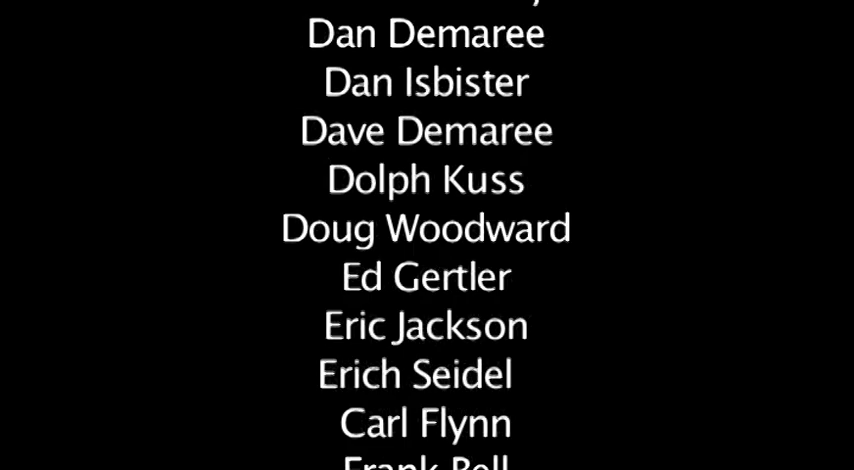 Dan Demaree
Dan Isbister
Dave Demaree
Dolph Kuss
Doug Woodward
Ed Gertler
Eric Jackson
Erich Seidel
Carl Flynn
Frank Bell